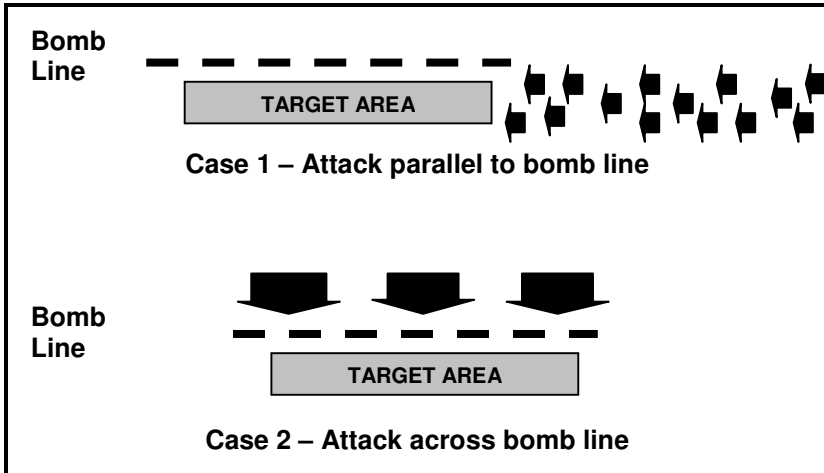 Bomb
Line
TARGET AREA
Case 1 – Attack parallel to bomb line
Bomb
Line
TARGET AREA
Case 2 – Attack across bomb line